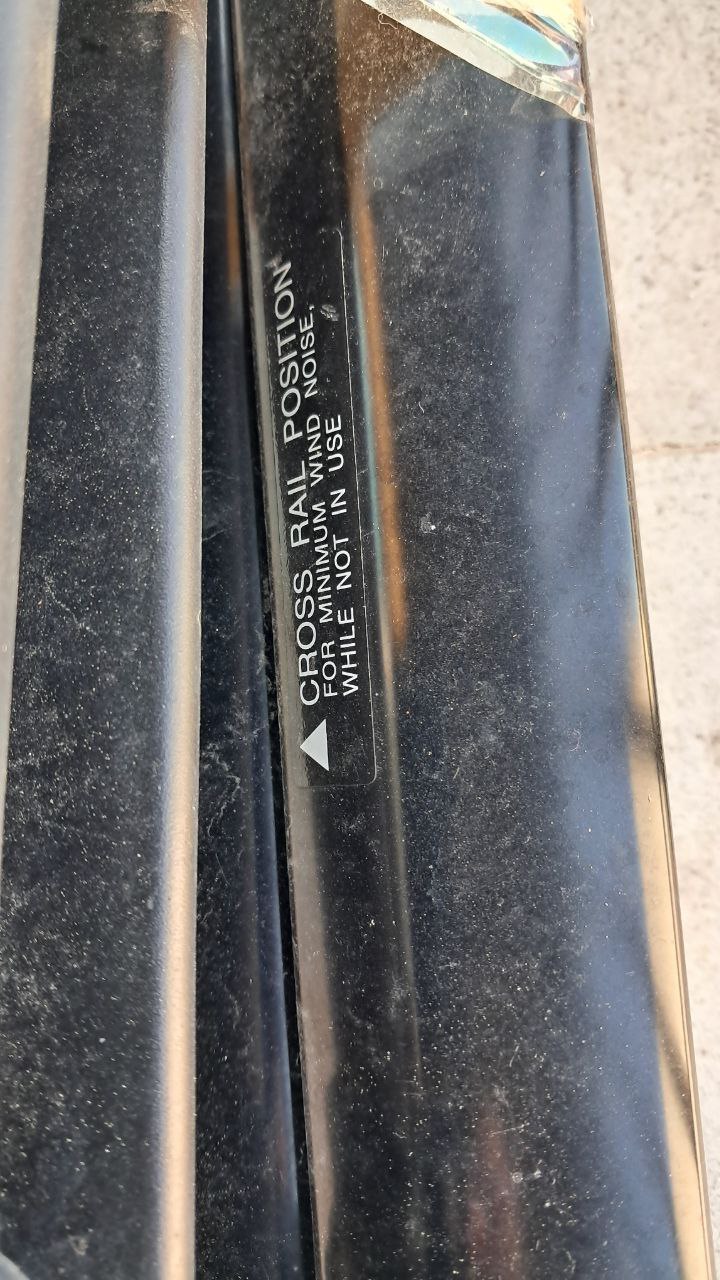 CROSS RAIL POSITION
FOR MINIMUM WIND NOISE,
WHILE NOT IN USE